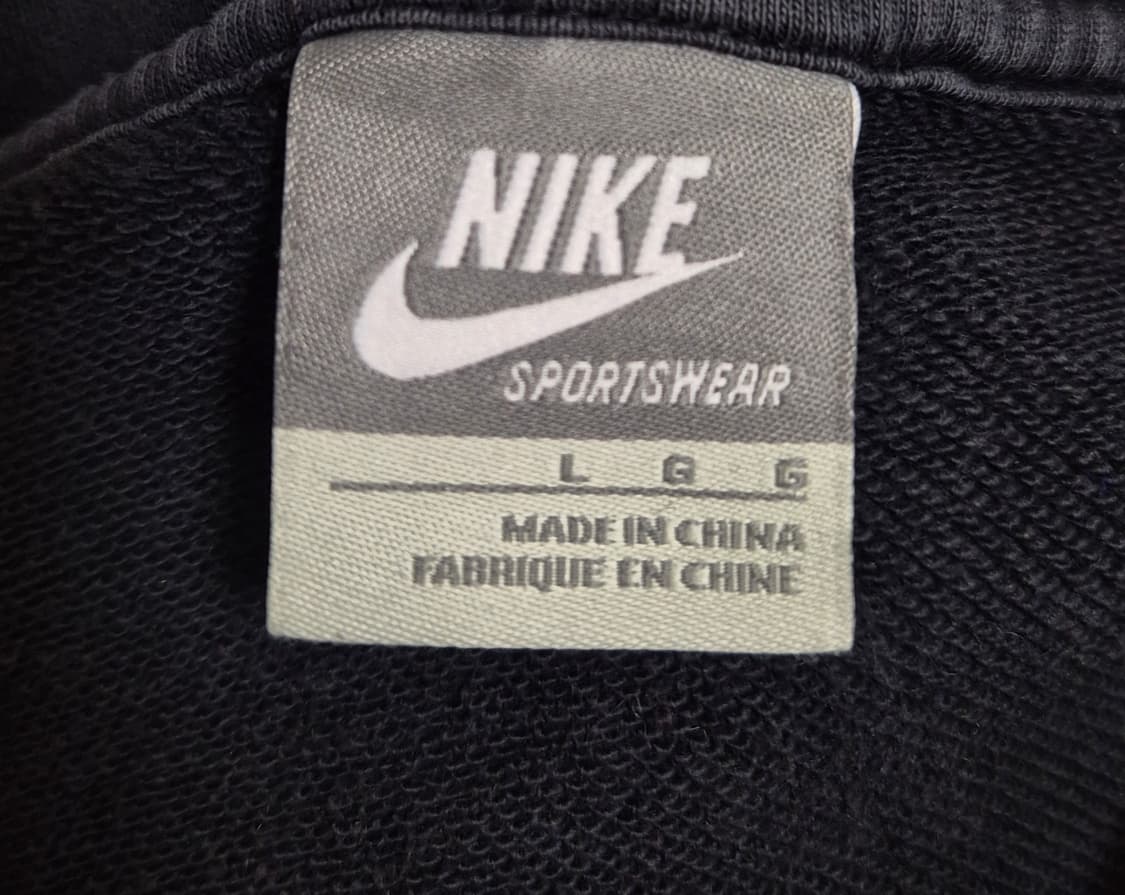 NIKE
SPORTSWEAR
L G G
MADE IN CHINA
FABRIQUE EN CHINE